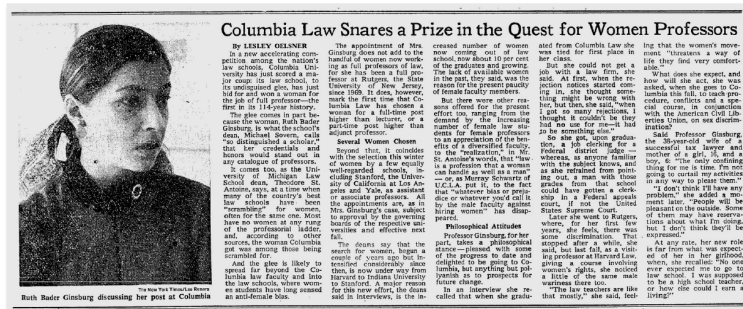 Columbia Law Snares a Prize in the Quest for Women Professors
By LESLEY OELSNER
In a new accelerating com-
petition among the nation's
law schools, Columbia Uni-
versity has just scored a ma-
jor coup: its law school, to
its undisguised glee, has just
bid for and won a woman for
the job of full professor—the
first in its 114-year history.
The glee comes in part be-
cause the woman, Ruth Bader
Ginsburg, is what the school's
dean, Michael Sovern, calls
"so distinguished a scholar,"
that her credentials and
honors would stand out in
any catalogue of professors.
It comes too, as the Uni-
versity of Michigan Law
School dean, Theodore St.
Antoine, says, at a time when
many of the country's best
law schools have been
"scrambling" for women,
often for the same one. Most
have no women at any rung
of the professorial ladder,
and, according to other
sources, the woman Columbia
got was among those being
scrambled for.
And the glee is likely to
spread far beyond the Co-
lumbia law faculty and into
the law schools, where wom-
en students have long sensed
an anti-female bias.
The New York Times/Lee Romero
Ruth Bader Ginsburg discussing her post at Columbia
The appointment of Mrs.
Ginsburg does not add to the
handful of women now work-
ing as full professors of law,
for she has been a full pro-
fessor at Rutgers, the State
University of New Jersey,
since 1969. It does, however,
mark the first time that Co-
lumbia Law has chosen a
woman for a full-time post
higher than lecturer, or a
part-time post higher than
adjunct professor.
Several Women Chosen
Beyond that, it coincides
with the selection this winter
of women by a few equally
well-regarded schools, in-
cluding Stanford, the Univer-
sity of California at Los An-
geles and Yale, as assistant
or associate professors. All
the appointments are, as in
Mrs. Ginsburg's case, subject
to approval by the governing
boards of the respective uni-
versities and effective next
fall.
The deans say that the
search for women, begun a
couple of years ago but in-
tensified considerably since
then, is now under way from
Harvard to Indiana University
to Stanford. A major reason
for this new effort, the deans
said in interviews, is the in-
creased number of women
now coming out of law
school, now about 10 per cent
of the graduates and growing.
The lack of available women
in the past, they said, was the
reason for the present paucity
of female faculty members.
But there were other rea-
sons offered for the present
effort too, ranging from the
demand by the increasing
number of female law stu-
dents for female professors
to an appreciation of the ben-
efits of a diversified faculty,
to the "realization," in Mr.
St. Antoine's words, that "law
is a profession that a woman
can handle as well as a man"
— or, as Murray Schwartz of
U.C.L.A. put it, to the fact
that "whatever bias or preju-
dice or whatever you'd call it
by the male faculty against
hiring women" has disap-
peared.
Philosophical Attitudes
Professor Ginsburg, for her
part, takes a philosophical
stance — pleased with some
of the progress to date and
delighted to be going to Co-
lumbia, but anything but pol-
lyanish as to prospects for
future change.
In an interview she re-
called that when she gradu-
ated from Columbia Law she
was tied for first place in
her class.
But she could not get a
job with a law firm, she
said. At first, when the re-
jection notices started com-
ing in, she thought some-
thing might be wrong with
her, but then, she said, "when
I got so many rejections, I
thought it couldn't be they
had no use for me—it had
to be something else."
So she got, upon gradua-
tion, a job clerking for a
Federal district judge —
whereas, as anyone familiar
with the subject knows, and
as she refrained from point-
ing out, a man with those
grades from that school
could have gotten a clerk-
ship in a Federal appeals
court, if not the United
States Supreme Court.
Later she went to Rutgers,
where, for her first few
years, she feels, there was
some discrimination. That
stopped after a while, she
said, but last fall, as a visit-
ing professor at Harvard Law,
giving a course involving
women's rights, she noticed
a little of the same male
wariness there too.
"The law teachers are like
that mostly," she said, feel-
ing that the women's move-
ment "threatens a way of
life they find very comfort-
able."
What does she expect, and
how will she act, she was
asked, when she goes to Co-
lumbia this fall, to teach pro-
cedure, conflicts and a spe-
cial course, in conjunction
with the American Civil Lib-
erties Union, on sex discrim-
ination?
Said Professor Ginsburg,
the 38-year-old wife of a
successful tax lawyer and
mother of a girl, 16, and a
boy, 6: "The only confining
thing for me is time. I'm not
going to curtail my activities
in any way to please them."
"I don't think I'll have any
problem," she added a mo-
ment later. "People will be
pleasant on the outside. Some
of them may have reserva-
tions about what I'm doing,
but I don't think they'll be
expressed."
At any rate, her new role
is far from what was expect-
ed of her in her girlhood,
when, she recalled: "No one
ever expected me to go to
law school. I was supposed
to be a high school teacher,
or how else could I earn a
living?"